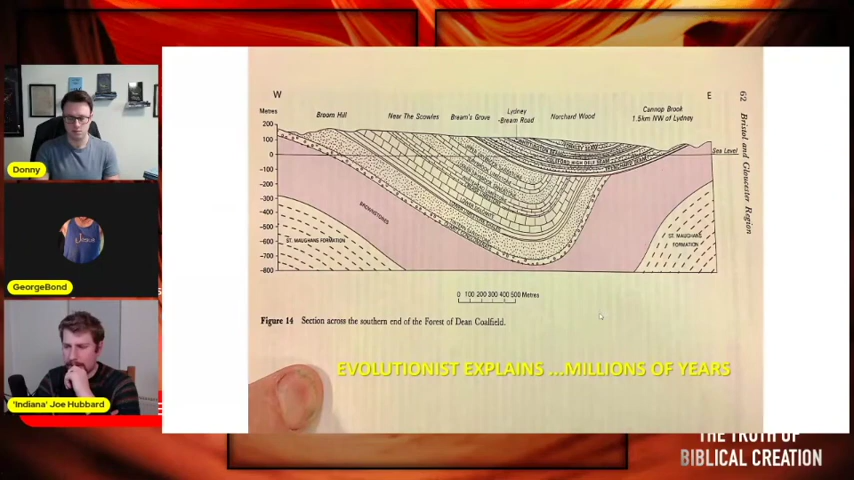 W
E
Metres
Broom Hill
Near The Scowles
Bream's Grove
Lydney
-Bream Road
Norchard Wood
Cannop Brook
1.5km NW of Lydney
200
100
0
-100
-200
-300
-400
-500
-600
-700
-800
Sea Level
BROWNSTONES
ST. MAUGHANS FORMATION
ST. MAUGHANS
FORMATION
0 100 200 300 400 500 Metres
Figure 14 Section across the southern end of the Forest of Dean Coalfield.
62 Bristol and Gloucester Region
EVOLUTIONIST EXPLAINS ...MILLIONS OF YEARS
Donny
Jesus
GeorgeBond
'Indiana' Joe Hubbard
THE TRUTH OF
BIBLICAL CREATION